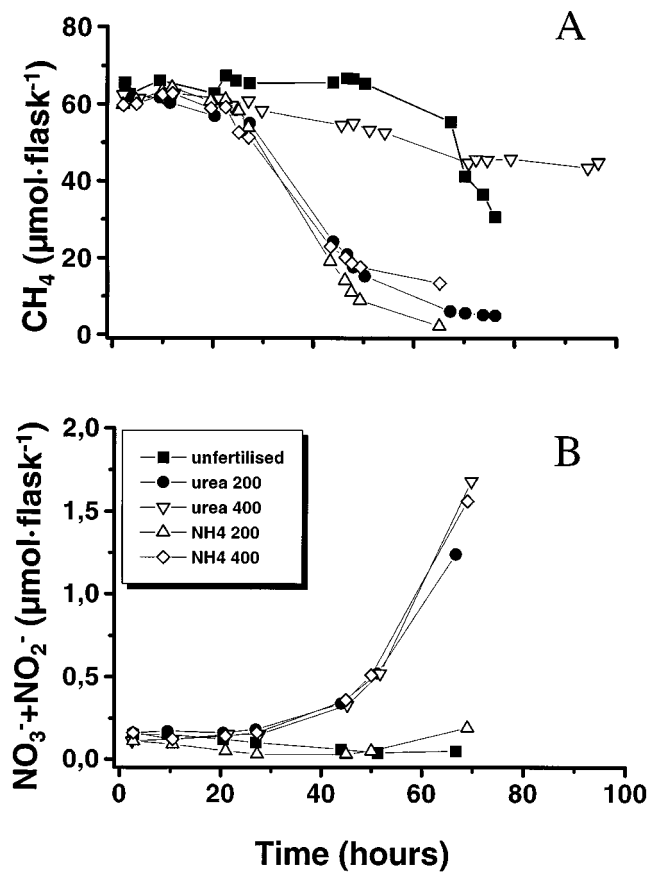 A
80
60
40
20
0
CH₄ (μmol·flask⁻¹)
B
2,0
1,5
1,0
0,5
0,0
NO₃⁻+NO₂⁻ (μmol·flask⁻¹)
unfertilised
urea 200
urea 400
NH4 200
NH4 400
0 20 40 60 80 100
Time (hours)